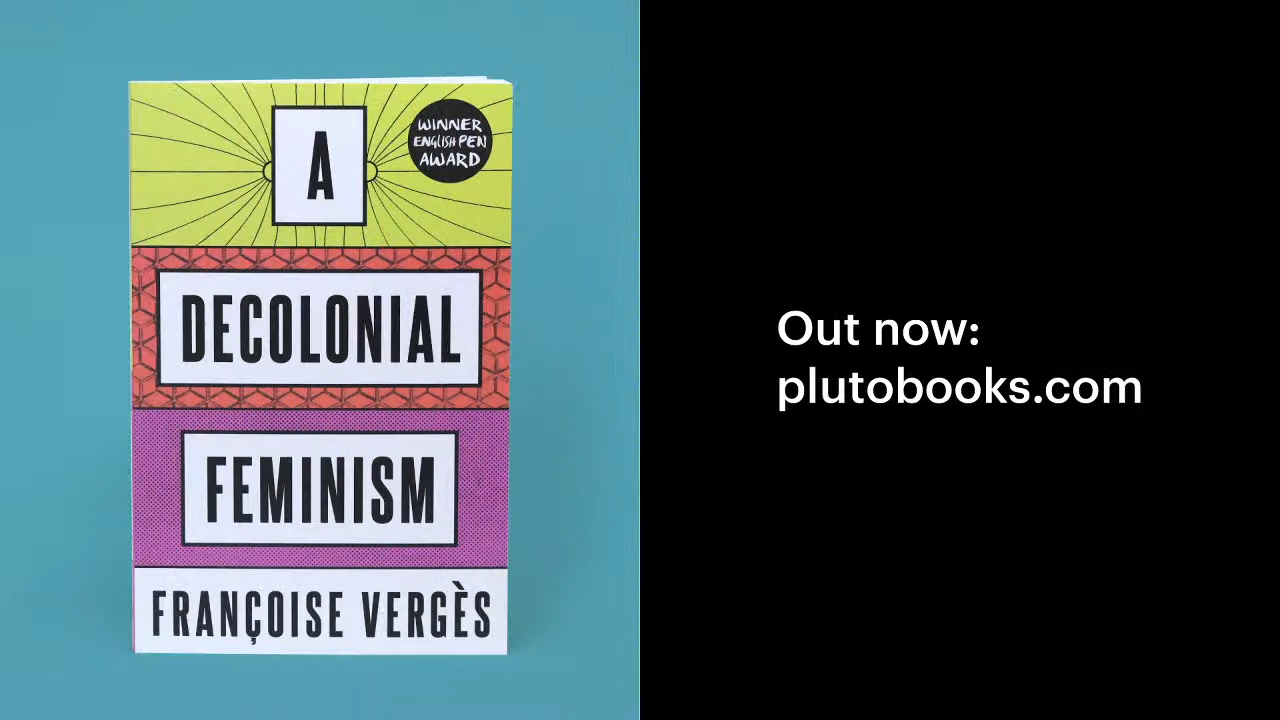 A
WINNER
ENGLISH PEN
AWARD
DECOLONIAL
FEMINISM
FRANÇOISE VERGÈS
Out now:
plutobooks.com